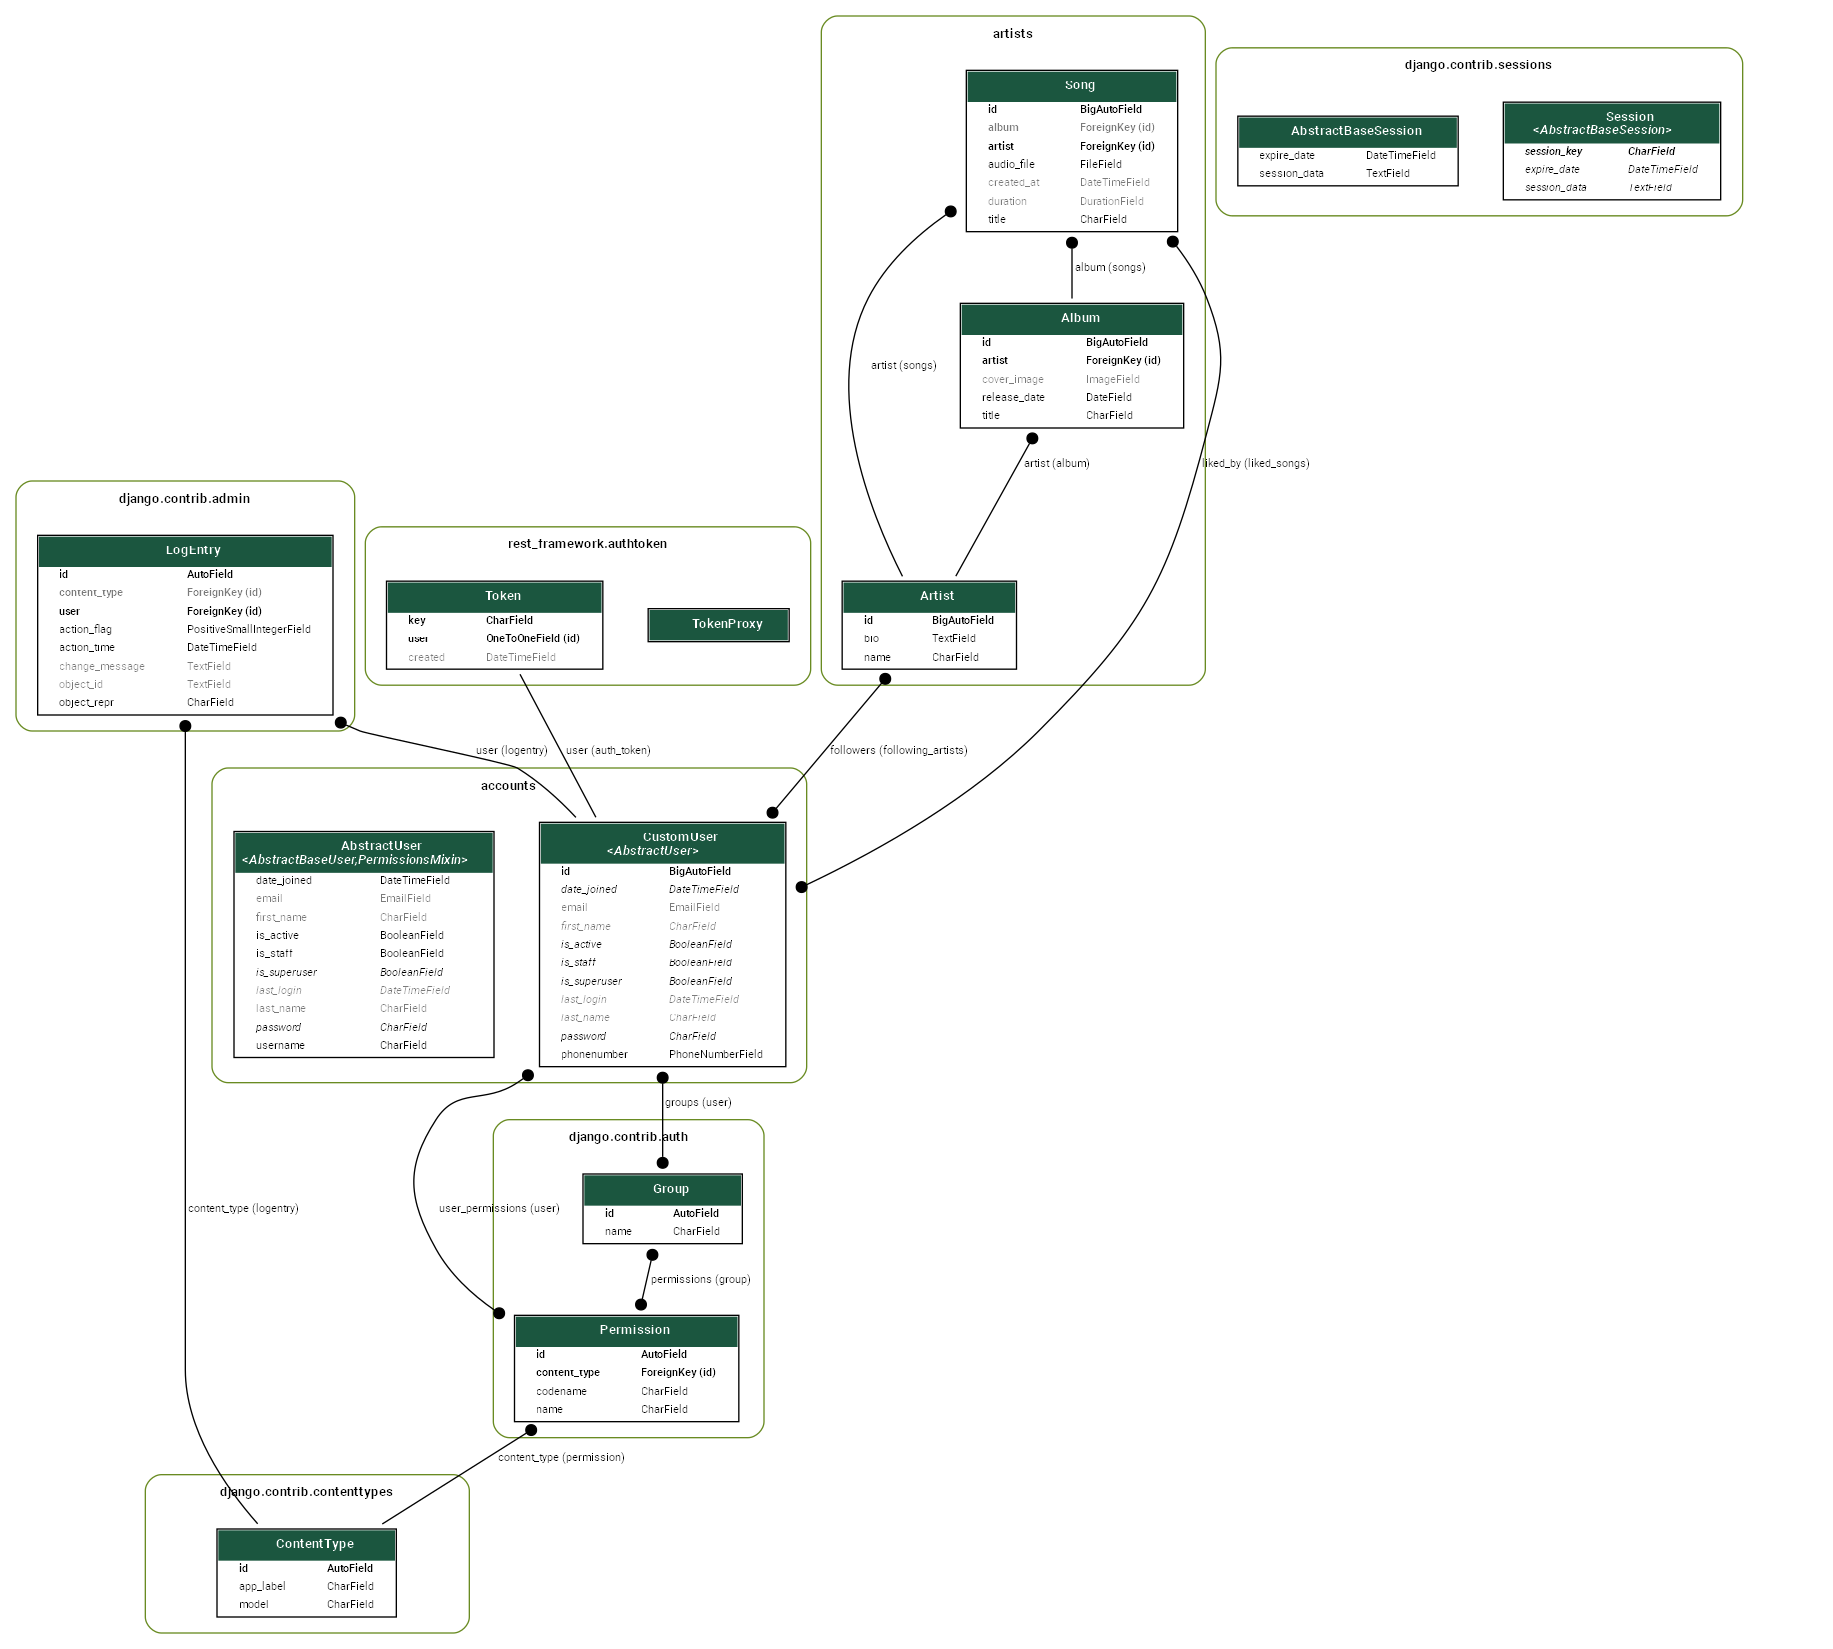 artists
Song
id BigAutoField
album ForeignKey (id)
artist ForeignKey (id)
audio_file FileField
created_at DateTimeField
duration DurationField
title CharField
album (songs)
Album
id BigAutoField
artist ForeignKey (id)
cover_image ImageField
release_date DateField
title CharField
artist (songs)
artist (album)
liked_by (liked_songs)
Artist
id BigAutoField
bio TextField
name CharField
followers (following_artists)
django.contrib.sessions
AbstractBaseSession
expire_date DateTimeField
session_data TextField
Session
<AbstractBaseSession>
session_key CharField
expire_date DateTimeField
session_data TextField
django.contrib.admin
LogEntry
id AutoField
content_type ForeignKey (id)
user ForeignKey (id)
action_flag PositiveSmallIntegerField
action_time DateTimeField
change_message TextField
object_id TextField
object_repr CharField
rest_framework.authtoken
Token
key CharField
user OneToOneField (id)
created DateTimeField
TokenProxy
user (logentry)
user (auth_token)
accounts
AbstractUser
<AbstractBaseUser,PermissionsMixin>
date_joined DateTimeField
email EmailField
first_name CharField
is_active BooleanField
is_staff BooleanField
is_superuser BooleanField
last_login DateTimeField
last_name CharField
password CharField
username CharField
CustomUser
<AbstractUser>
id BigAutoField
date_joined DateTimeField
email EmailField
first_name CharField
is_active BooleanField
is_staff BooleanField
is_superuser BooleanField
last_login DateTimeField
last_name CharField
password CharField
phonenumber PhoneNumberField
groups (user)
django.contrib.auth
Group
id AutoField
name CharField
content_type (logentry)
user_permissions (user)
permissions (group)
Permission
id AutoField
content_type ForeignKey (id)
codename CharField
name CharField
content_type (permission)
django.contrib.contenttypes
ContentType
id AutoField
app_label CharField
model CharField